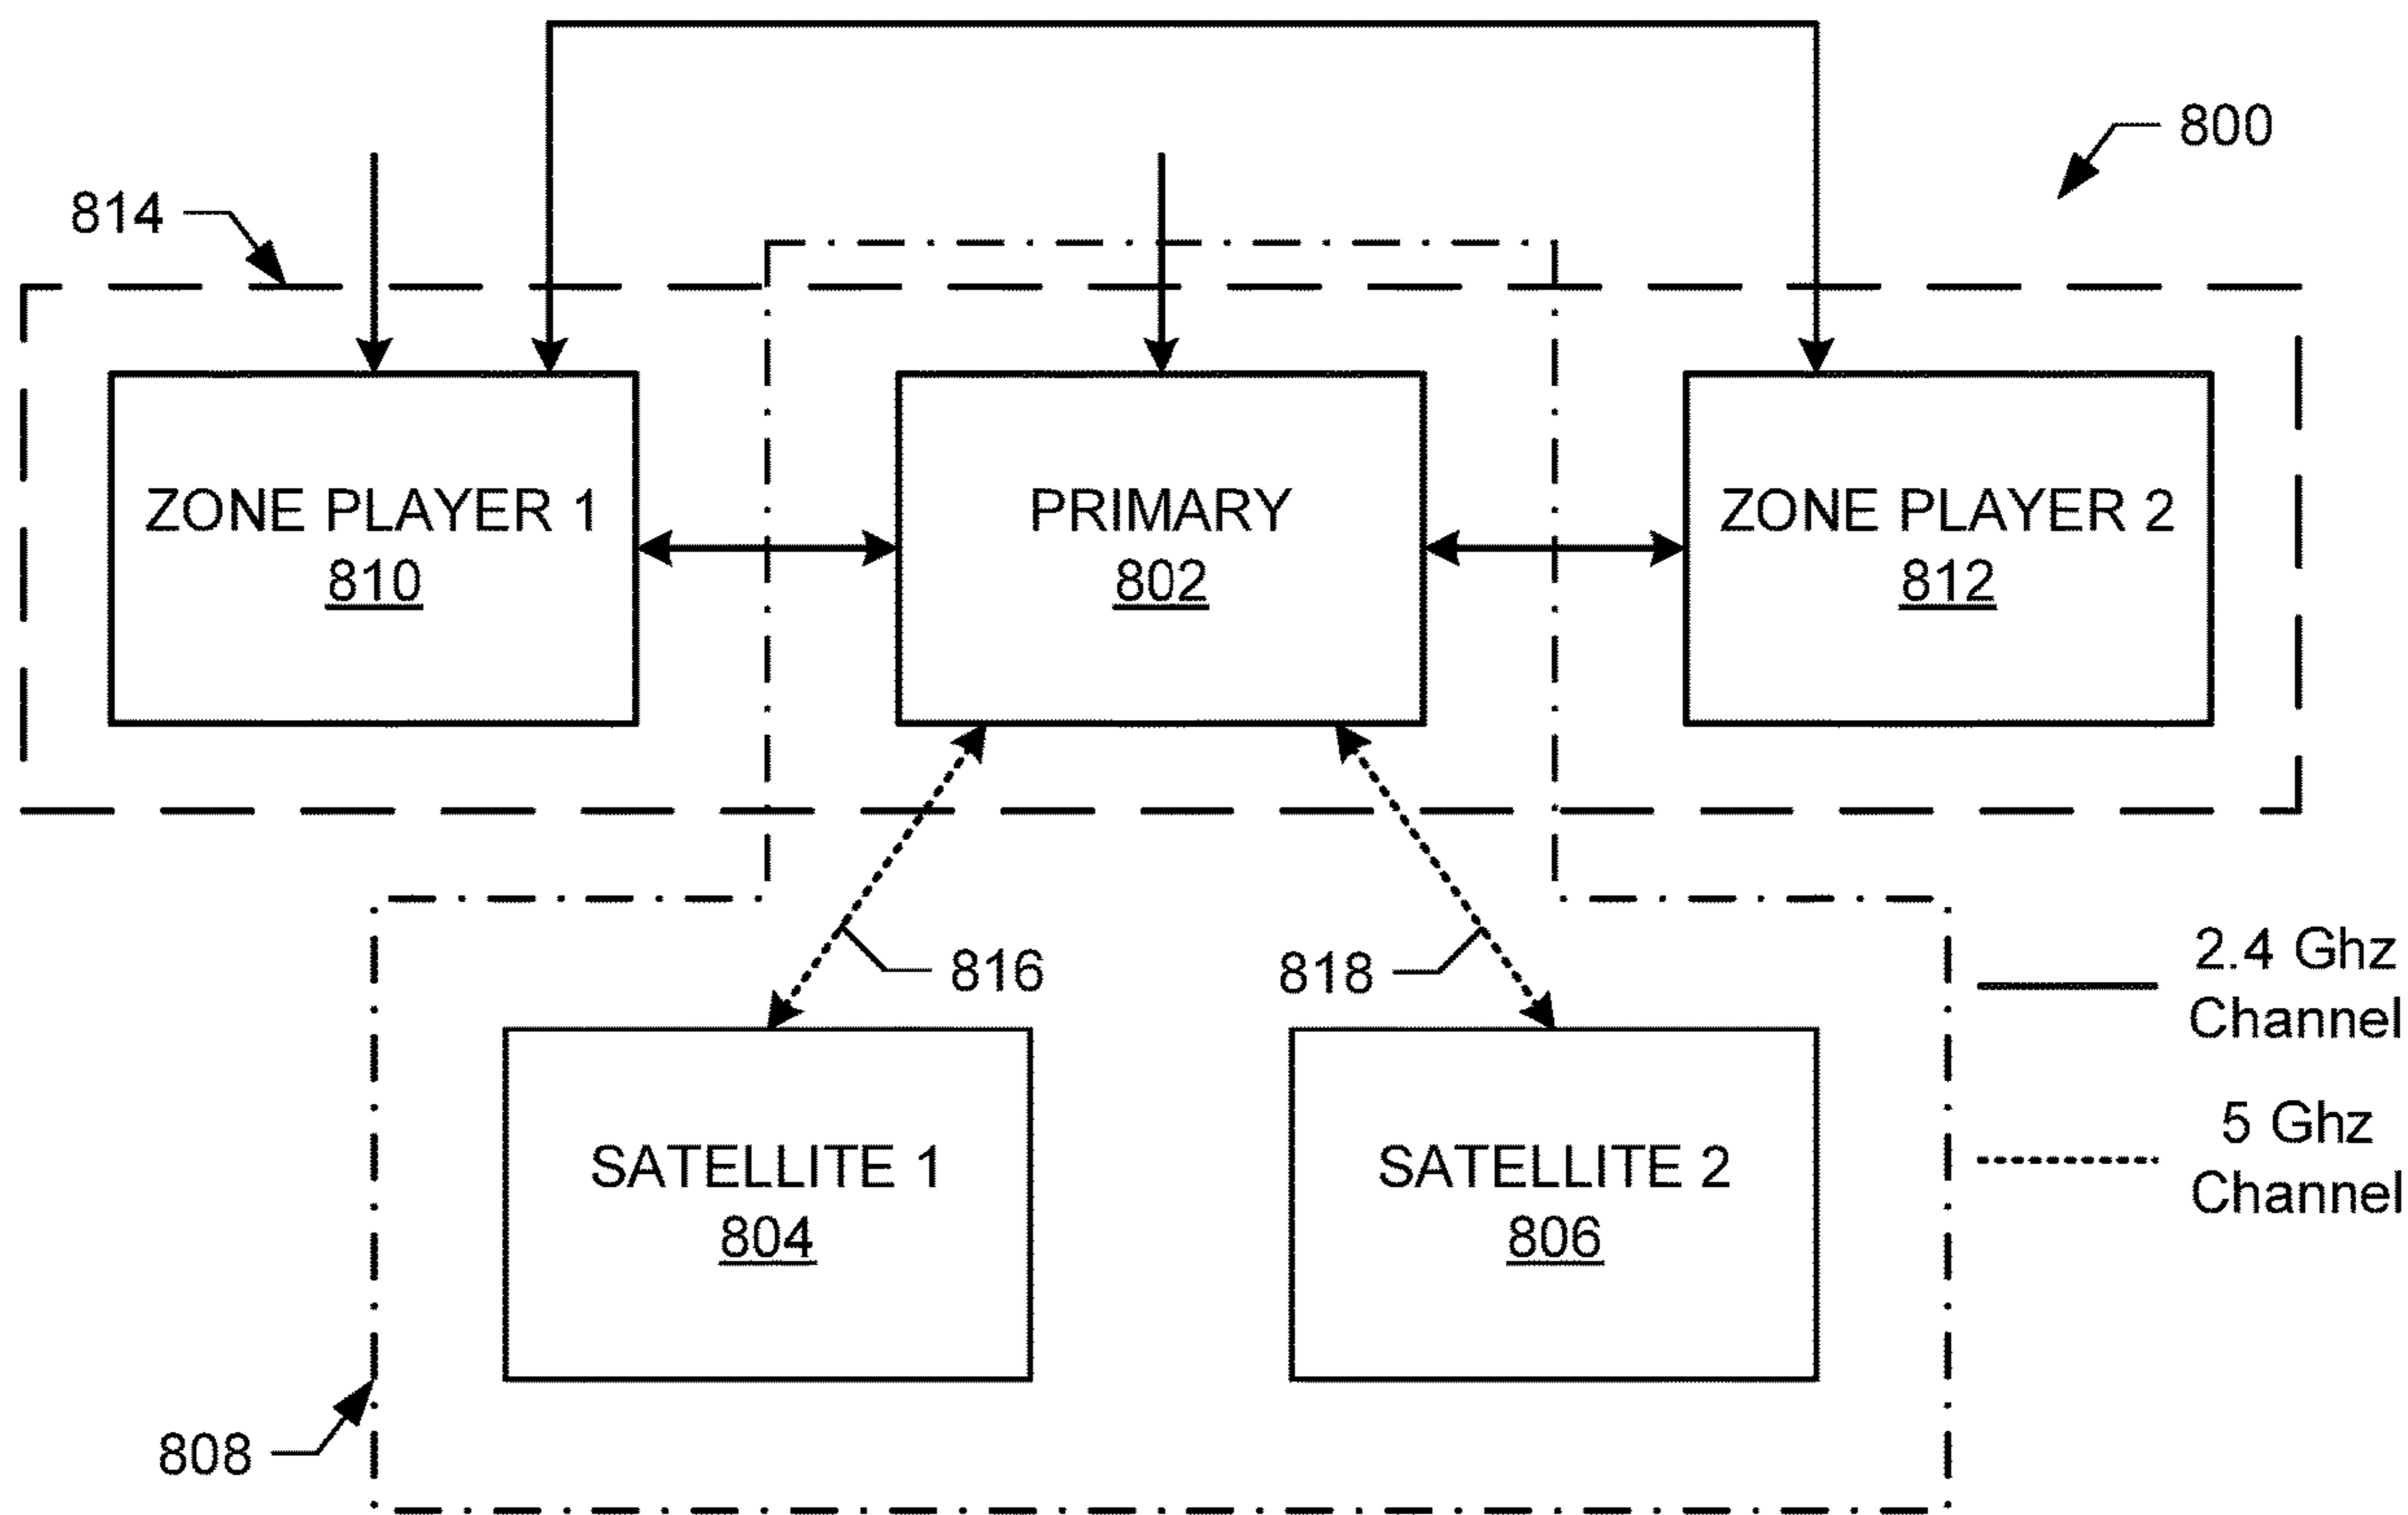 800
814
ZONE PLAYER 1
810
PRIMARY
802
ZONE PLAYER 2
812
816
818
2.4 Ghz
Channel
5 Ghz
Channel
SATELLITE 1
804
SATELLITE 2
806
808